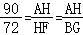 90/72 = AH/HF = AH/BG